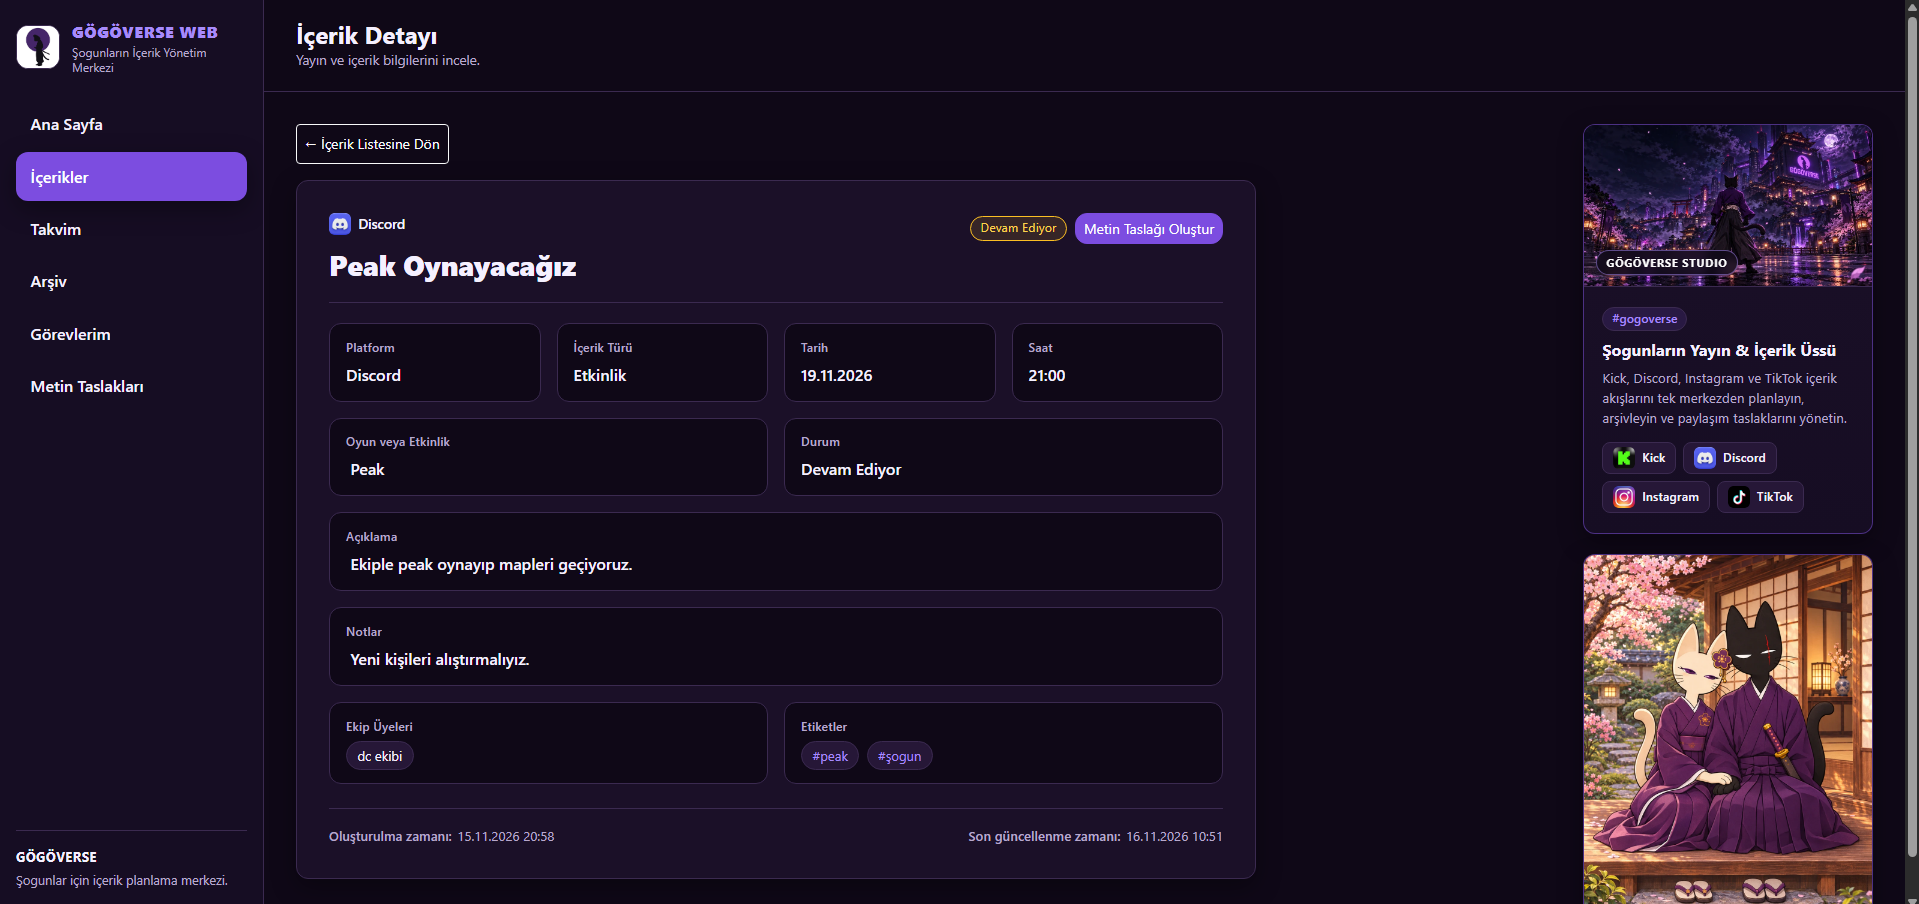 GÖGÖVERSE WEB
Şogunların İçerik Yönetim
Merkezi
Ana Sayfa
İçerikler
Takvim
Arşiv
Görevlerim
Metin Taslakları
GÖGÖVERSE
Şogunlar için içerik planlama merkezi.
İçerik Detayı
Yayın ve içerik bilgilerini incele.
← İçerik Listesine Dön
Discord
Devam Ediyor
Metin Taslağı Oluştur
Peak Oynayacağız
Platform
Discord
İçerik Türü
Etkinlik
Tarih
19.11.2026
Saat
21:00
Oyun veya Etkinlik
Peak
Durum
Devam Ediyor
Açıklama
Ekiple peak oynayıp mapleri geçiyoruz.
Notlar
Yeni kişileri alıştırmalıyız.
Ekip Üyeleri
dc ekibi
Etiketler
#peak
#şogun
Oluşturulma zamanı: 15.11.2026 20:58
Son güncellenme zamanı: 16.11.2026 10:51
GÖGÖVERSE
GÖGÖVERSE STUDIO
#gogoverse
Şogunların Yayın & İçerik Üssü
Kick, Discord, Instagram ve TikTok içerik
akışlarını tek merkezden planlayın,
arşivleyin ve paylaşım taslaklarını yönetin.
Kick
Discord
Instagram
TikTok